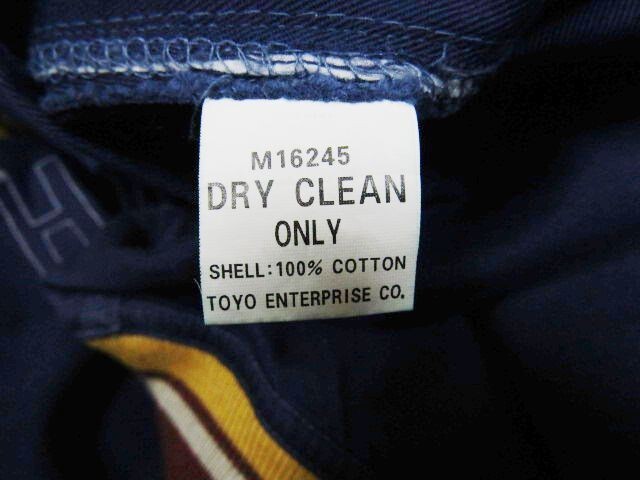 M16245
DRY CLEAN
ONLY
SHELL:100% COTTON
TOYO ENTERPRISE CO.